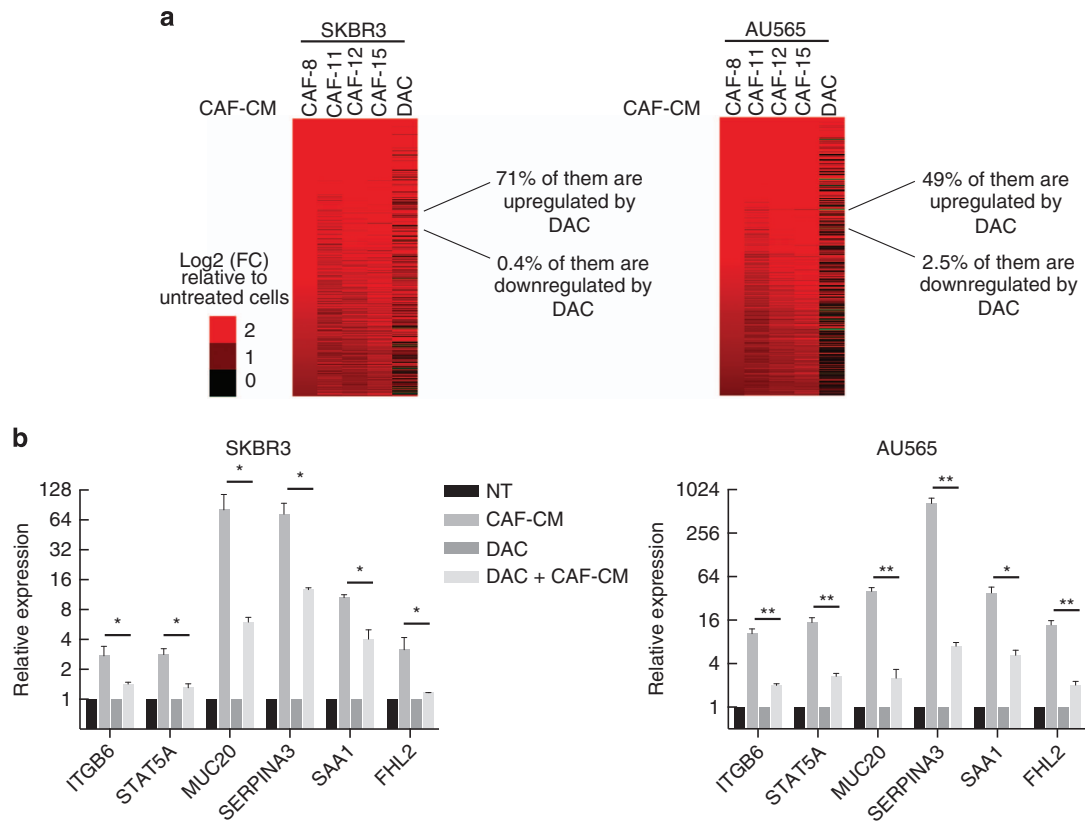 a
SKBR3
CAF-8
CAF-11
CAF-12
CAF-15
DAC
CAF-CM
71% of them are
upregulated by
DAC
0.4% of them are
downregulated by
DAC
Log2 (FC)
relative to
untreated cells
2
1
0
AU565
CAF-8
CAF-11
CAF-12
CAF-15
DAC
CAF-CM
49% of them are
upregulated by
DAC
2.5% of them are
downregulated by
DAC
b
SKBR3
Relative expression
128
64
32
16
8
4
2
1
*
*
*
*
*
*
ITGB6
STAT5A
MUC20
SERPINA3
SAA1
FHL2
NT
CAF-CM
DAC
DAC + CAF-CM
AU565
Relative expression
1024
256
64
16
4
1
**
**
**
**
*
**
ITGB6
STAT5A
MUC20
SERPINA3
SAA1
FHL2